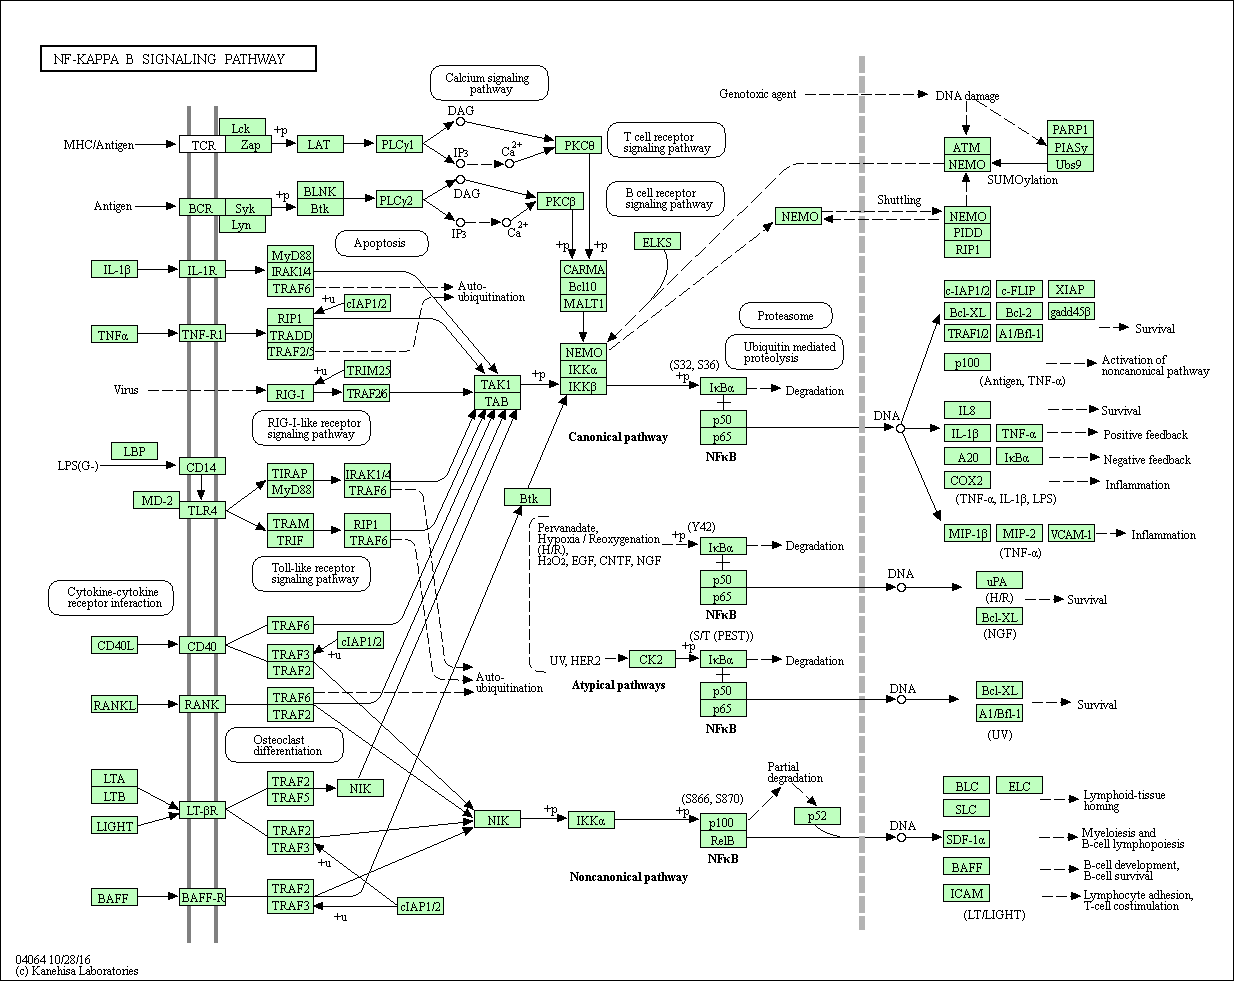 NF-KAPPA B SIGNALING PATHWAY
Calcium signaling
pathway
Genotoxic agent
DNA damage
DAG
Lck
+p
PARP1
MHC/Antigen
TCR
Zap
LAT
PLCγ1
PKCθ
T cell receptor
signaling pathway
ATM
PIASy
IP3
Ca2+
NEMO
Ubs9
SUMOylation
BLNK
+p
DAG
B cell receptor
signaling pathway
Shuttling
Antigen
BCR
Syk
Btk
PLCγ2
PKCβ
NEMO
NEMO
Lyn
IP3
Ca2+
PIDD
Apoptosis
+p
+p
ELKS
RIP1
MyD88
IL-1β
IL-1R
IRAK1/4
CARMA
TRAF6
Auto-
ubiquitination
Bcl10
c-IAP1/2
c-FLIP
XIAP
+u
cIAP1/2
MALT1
RIP1
Proteasome
Bcl-XL
Bcl-2
gadd45β
TNFα
TNF-R1
TRADD
TRAF1/2
A1/Bfl-1
Survival
TRAF2/5
NEMO
Ubiquitin mediated
proteolysis
+u
TRIM25
IKKα
(S32, S36)
p100
Activation of
noncanonical pathway
Virus
RIG-I
TRAF2/6
TAK1
+p
IKKβ
+p
IκBα
Degradation
(Antigen, TNF-α)
TAB
RIG-I-like receptor
signaling pathway
p50
DNA
IL8
Survival
Canonical pathway
p65
IL-1β
TNF-α
Positive feedback
LBP
NFκB
A20
IκBα
Negative feedback
LPS(G-)
CD14
TIRAP
IRAK1/4
COX2
Inflammation
MyD88
TRAF6
(TNF-α, IL-1β, LPS)
MD-2
TLR4
Btk
TRAM
RIP1
Pervanadate,
Hypoxia / Reoxygenation
(H/R),
H2O2, EGF, CNTF, NGF
(Y42)
+p
MIP-1β
MIP-2
VCAM-1
Inflammation
TRIF
TRAF6
IκBα
Degradation
(TNF-α)
Toll-like receptor
signaling pathway
p50
DNA
uPA
Cytokine-cytokine
receptor interaction
p65
(H/R)
Survival
NFκB
Bcl-XL
TRAF6
(NGF)
CD40L
CD40
cIAP1/2
(S/T (PEST))
TRAF3
+u
+p
TRAF2
UV, HER2
CK2
IκBα
Degradation
Auto-
ubiquitination
Atypical pathways
RANKL
RANK
TRAF6
p50
DNA
Bcl-XL
TRAF2
p65
A1/Bfl-1
Survival
NFκB
(UV)
Osteoclast
differentiation
Partial
degradation
LTA
TRAF2
NIK
BLC
ELC
LTB
TRAF5
(S866, S870)
SLC
Lymphoid-tissue
homing
LT-βR
+p
+p
p52
LIGHT
TRAF2
NIK
IKKα
p100
DNA
TRAF3
RelB
SDF-1α
Myeloiesis and
B-cell lymphopoiesis
+u
NFκB
BAFF
B-cell development,
B-cell survival
Noncanonical pathway
BAFF
BAFF-R
TRAF2
ICAM
Lymphocyte adhesion,
T-cell costimulation
TRAF3
cIAP1/2
+u
(LT/LIGHT)
04064 10/28/16
(c) Kanehisa Laboratories